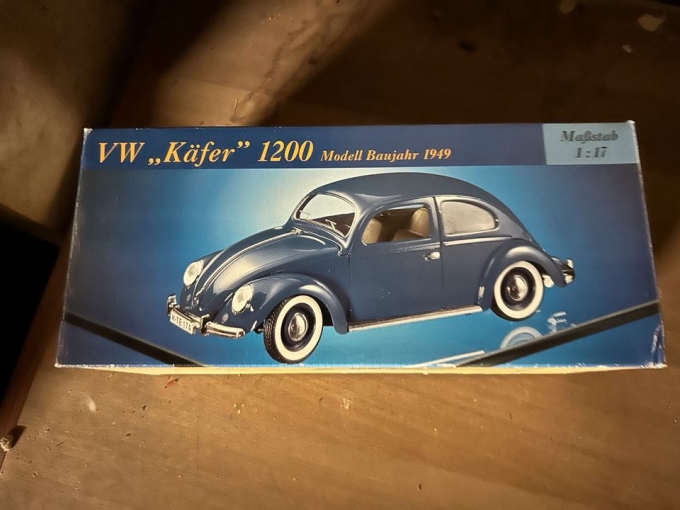 VW „Käfer” 1200 Modell Baujahr 1949
Maßstab
1:17